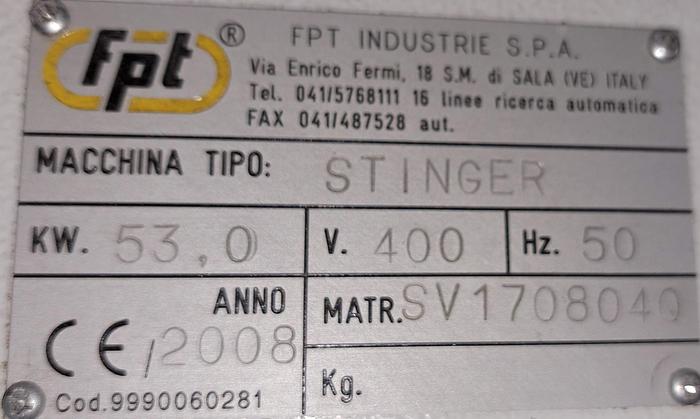 fpt ® FPT INDUSTRIE S.P.A.
Via Enrico Fermi, 18 S.M. di SALA (VE) ITALY
Tel. 041/5768111 16 linee ricerca automatica
FAX 041/487528 aut.
MACCHINA TIPO: STINGER
KW. 53,0 V. 400 Hz. 50
ANNO
CE/2008
Cod.9990060281
MATR.SV1708040
Kg.